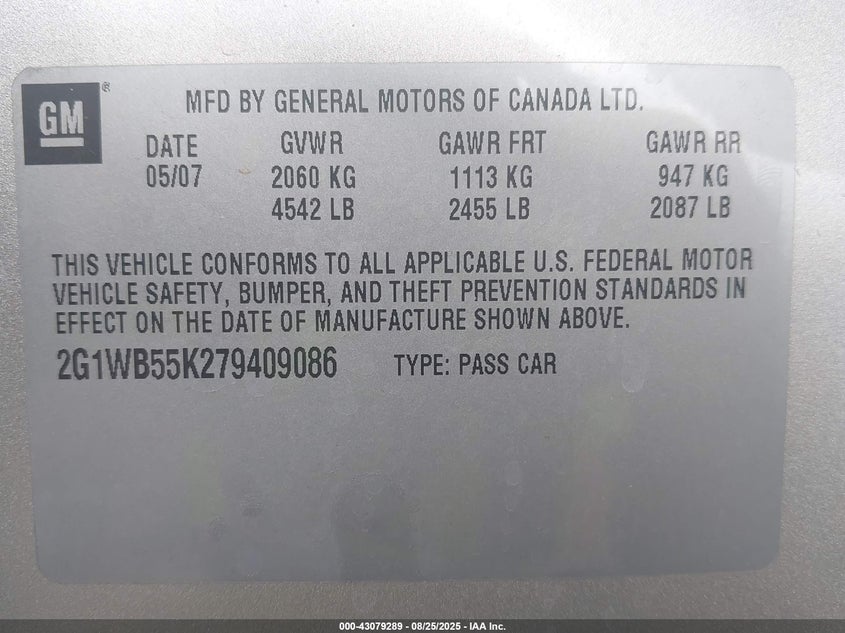 GM®
MFD BY GENERAL MOTORS OF CANADA LTD.
DATE GVWR GAWR FRT GAWR RR
05/07 2060 KG 1113 KG 947 KG
4542 LB 2455 LB 2087 LB
THIS VEHICLE CONFORMS TO ALL APPLICABLE U.S. FEDERAL MOTOR
VEHICLE SAFETY, BUMPER, AND THEFT PREVENTION STANDARDS IN
EFFECT ON THE DATE OF MANUFACTURE SHOWN ABOVE.
2G1WB55K279409086 TYPE: PASS CAR
000-43079289 - 08/25/2025 - IAA Inc.